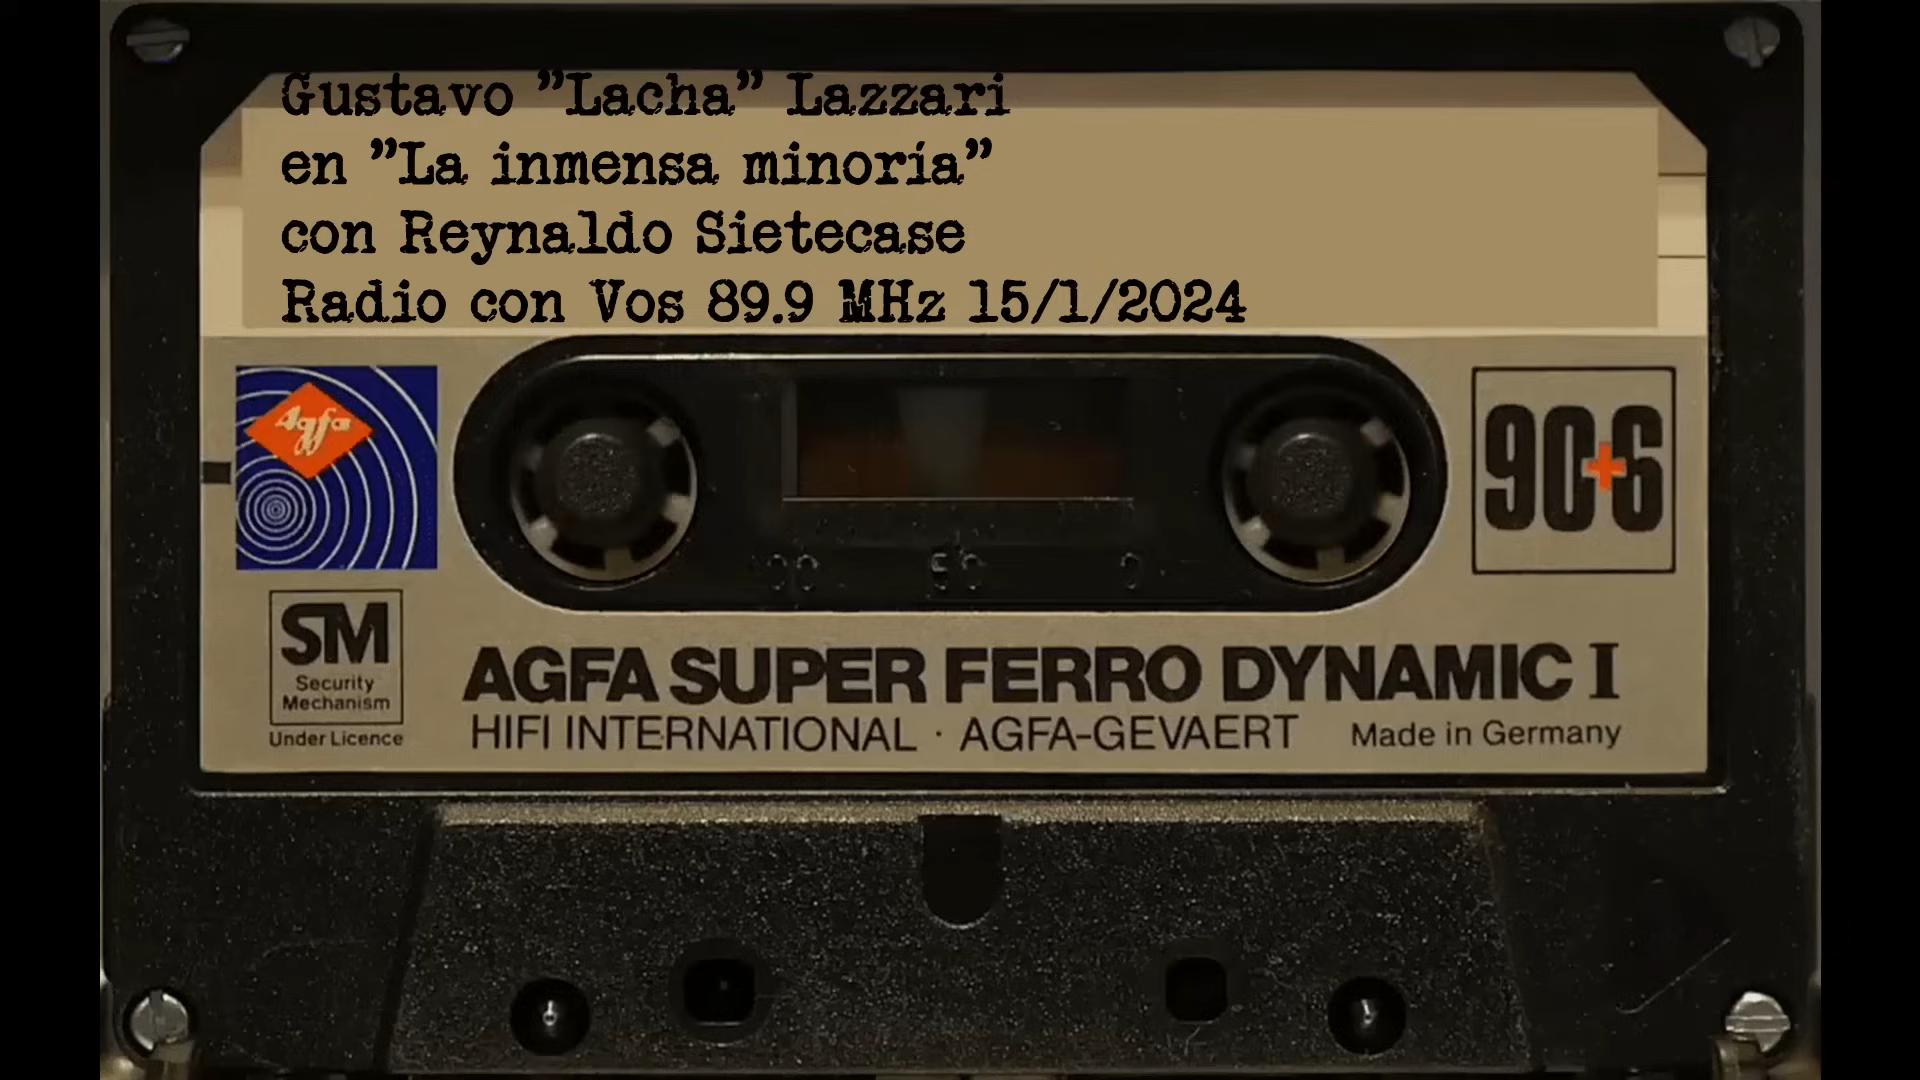 Gustavo "Lacha" Lazzari
en "La inmensa minoría"
con Reynaldo Sietecase
Radio con Vos 89.9 MHz 15/1/2024
Agfa
90+6
SM
Security
Mechanism
Under Licence
AGFA SUPER FERRO DYNAMIC I
HIFI INTERNATIONAL · AGFA-GEVAERT Made in Germany